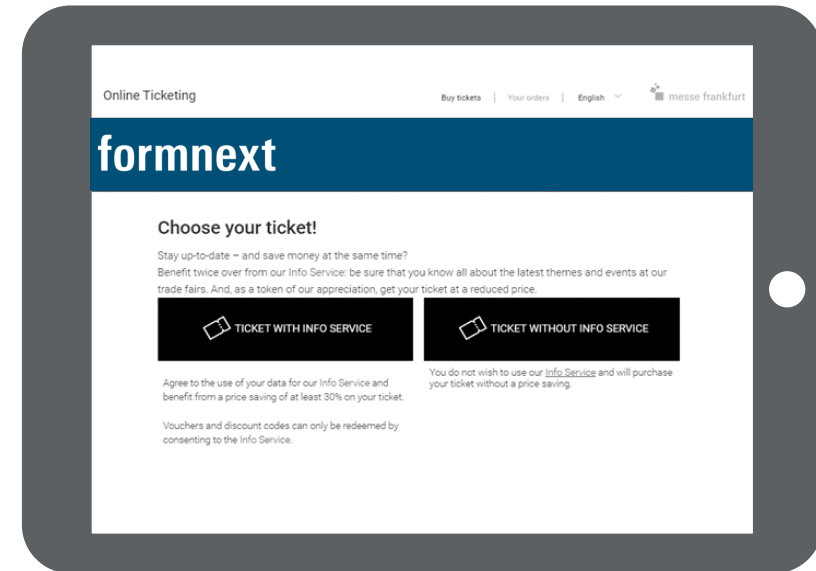 Online Ticketing
Buy tickets | Your orders | English
messe frankfurt
formnext
Choose your ticket!
Stay up-to-date – and save money at the same time?
Benefit twice over from our Info Service: be sure that you know all about the latest themes and events at our
trade fairs. And, as a token of our appreciation, get your ticket at a reduced price.
TICKET WITH INFO SERVICE
Agree to the use of your data for our Info Service and
benefit from a price saving of at least 30% on your ticket.
Vouchers and discount codes can only be redeemed by
consenting to the Info Service.
TICKET WITHOUT INFO SERVICE
You do not wish to use our Info Service and will purchase
your ticket without a price saving.